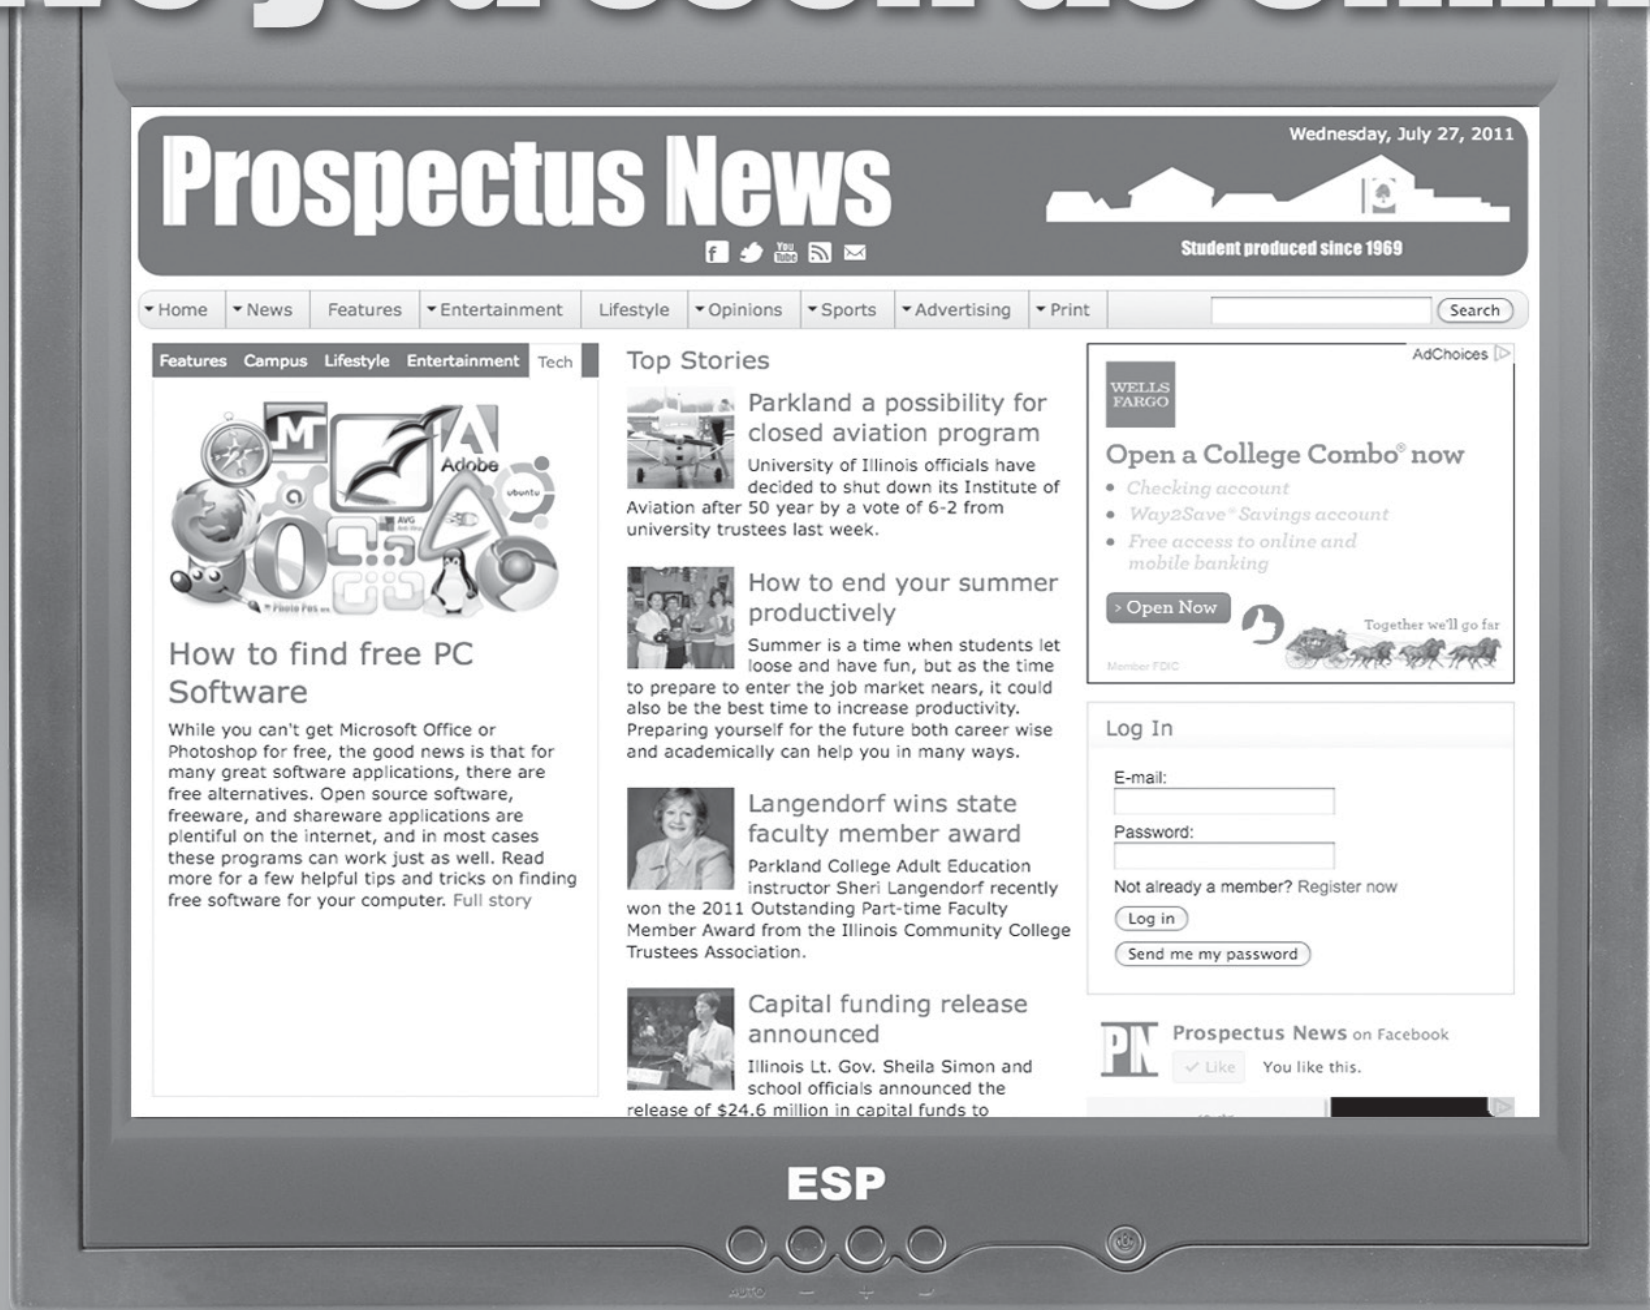 Prospectus News
Wednesday, July 27, 2011
Student produced since 1969
Home News Features Entertainment Lifestyle Opinions Sports Advertising Print Search
Features Campus Lifestyle Entertainment Tech
Adobe
ubuntu
AVG
How to find free PC
Software
While you can't get Microsoft Office or
Photoshop for free, the good news is that for
many great software applications, there are
free alternatives. Open source software,
freeware, and shareware applications are
plentiful on the internet, and in most cases
these programs can work just as well. Read
more for a few helpful tips and tricks on finding
free software for your computer. Full story
Top Stories
Parkland a possibility for
closed aviation program
University of Illinois officials have
decided to shut down its Institute of
Aviation after 50 year by a vote of 6-2 from
university trustees last week.
How to end your summer
productively
Summer is a time when students let
loose and have fun, but as the time
to prepare to enter the job market nears, it could
also be the best time to increase productivity.
Preparing yourself for the future both career wise
and academically can help you in many ways.
Langendorf wins state
faculty member award
Parkland College Adult Education
instructor Sheri Langendorf recently
won the 2011 Outstanding Part-time Faculty
Member Award from the Illinois Community College
Trustees Association.
Capital funding release
announced
Illinois Lt. Gov. Sheila Simon and
school officials announced the
release of $24.6 million in capital funds to
AdChoices
WELLS
FARGO
Open a College Combo® now
• Checking account
• Way2Save® Savings account
• Free access to online and
mobile banking
> Open Now
Together we'll go far
Member FDIC
Log In
E-mail:
Password:
Not already a member? Register now
Log in
Send me my password
PN
Prospectus News on Facebook
Like You like this.
ESP
AUTO − +